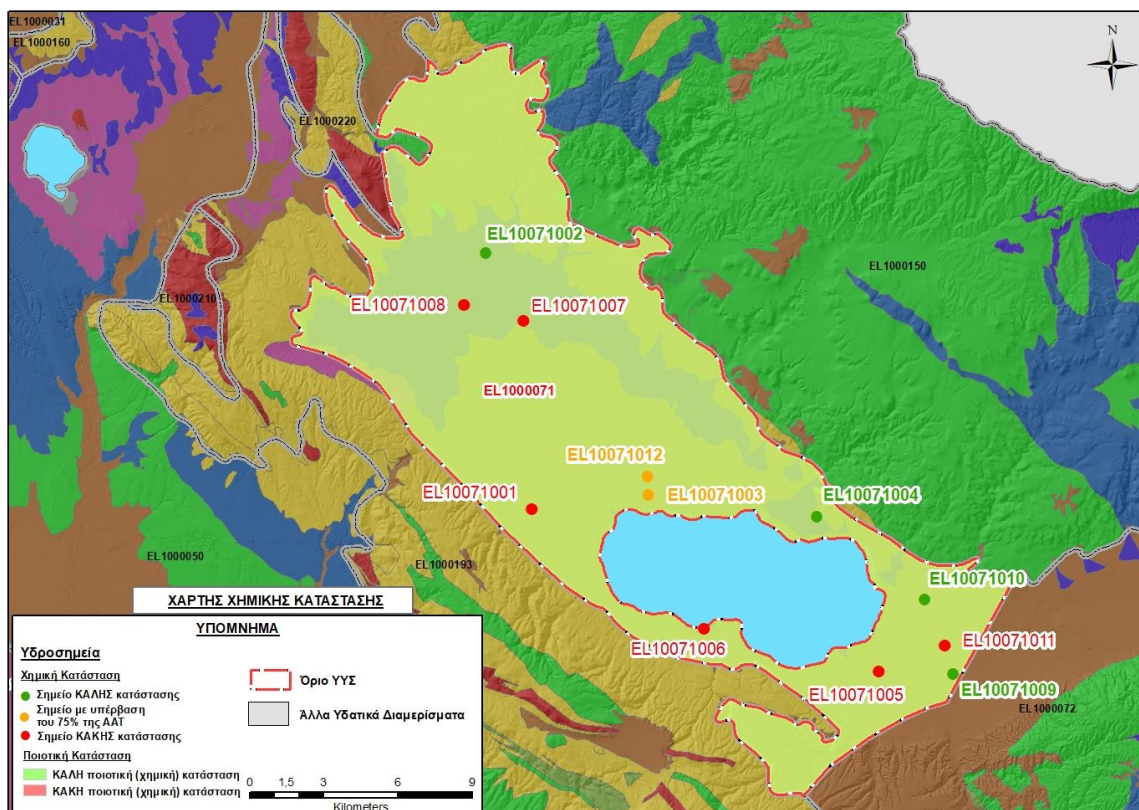 EL1000031
EL1000160
N
EL1000220
EL10071002
EL1000150
EL1000210
EL10071008
EL10071007
EL1000071
EL10071012
EL10071001
EL10071003
EL10071004
EL1000050
EL1000193
EL10071010
EL10071006
EL10071011
EL10071005
EL10071009
EL1000072
ΧΑΡΤΗΣ ΧΗΜΙΚΗΣ ΚΑΤΑΣΤΑΣΗΣ
ΥΠΟΜΝΗΜΑ
Υδροσημεία
Χημική Κατάσταση
Σημείο ΚΑΛΗΣ κατάστασης
Σημείο με υπέρβαση
του 75% της ΑΑΤ
Σημείο ΚΑΚΗΣ κατάστασης
Όριο ΥΥΣ
Άλλα Υδατικά Διαμερίσματα
Ποιοτική Κατάσταση
ΚΑΛΗ ποιοτική (χημική) κατάσταση
ΚΑΚΗ ποιοτική (χημική) κατάσταση
0 1,5 3 6 9
Kilometers